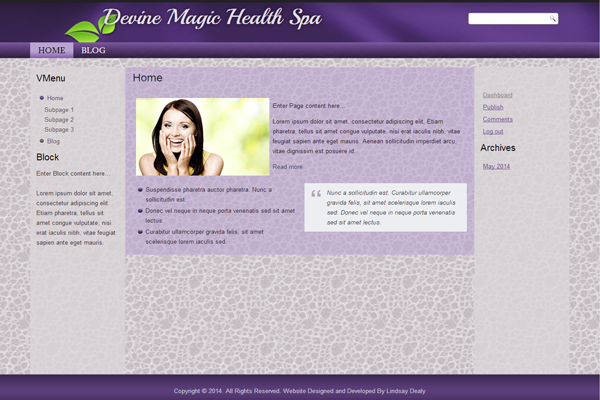 Devine Magic Health Spa
HOME BLOG
VMenu
Home
Subpage 1
Subpage 2
Subpage 3
Blog
Block
Enter Block content here...
Lorem ipsum dolor sit amet,
consectetur adipiscing elit.
Etiam pharetra, tellus sit amet
congue vulputate, nisi erat
iaculis nibh, vitae feugiat
sapien ante eget mauris.
Home
Enter Page content here...
Lorem ipsum dolor sit amet, consectetur adipiscing elit. Etiam
pharetra, tellus sit amet congue vulputate, nisi erat iaculis nibh, vitae
feugiat sapien ante eget mauris. Aenean sollicitudin imperdiet arcu,
vitae dignissim est posuere id.
Read more
Suspendisse pharetra auctor pharetra. Nunc a
sollicitudin est.
Donec vel neque in neque porta venenatis sed sit amet
lectus.
Curabitur ullamcorper gravida felis, sit amet
scelerisque lorem iaculis sed.
Nunc a sollicitudin est. Curabitur ullamcorper
gravida felis, sit amet scelerisque lorem iaculis
sed. Donec vel neque in neque porta venenatis
sed sit amet lectus.
Dashboard
Publish
Comments
Log out
Archives
May 2014
Copyright © 2014. All Rights Reserved. Website Designed and Developed By Lindsay Dealy